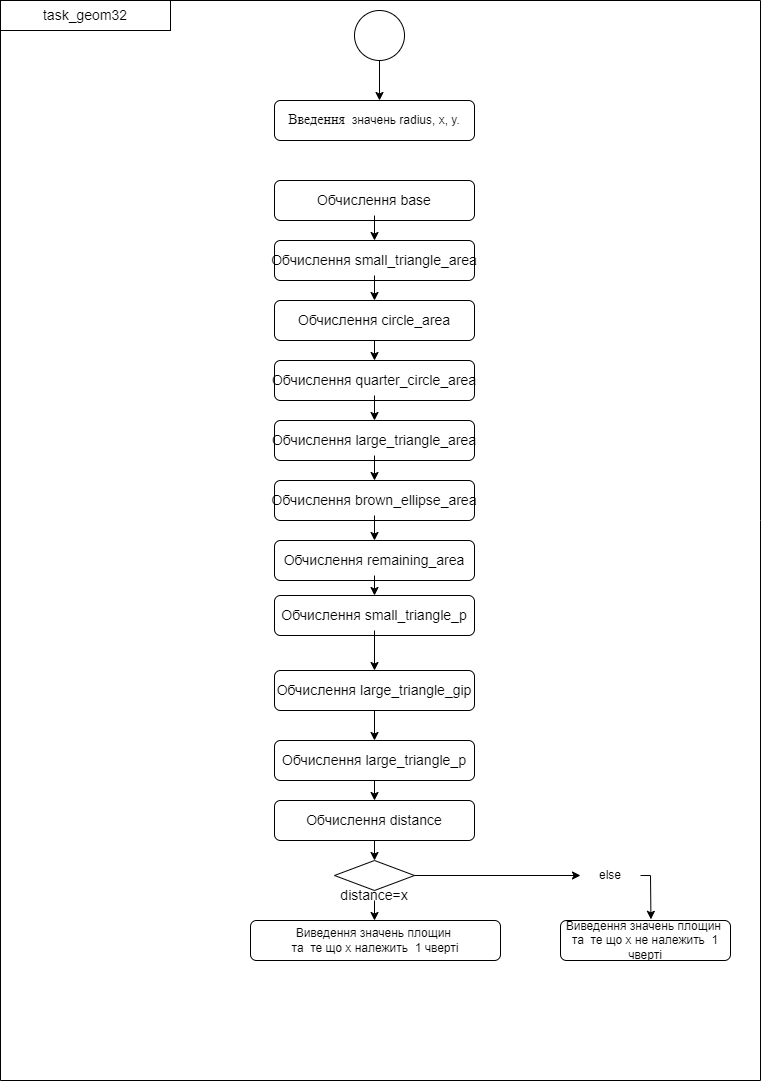 task_geom32
Введення значень radius, x, y.
Обчислення base
Обчислення small_triangle_area
Обчислення circle_area
Обчислення quarter_circle_area
Обчислення large_triangle_area
Обчислення brown_ellipse_area
Обчислення remaining_area
Обчислення small_triangle_p
Обчислення large_triangle_gip
Обчислення large_triangle_p
Обчислення distance
distance=x
else
Виведення значень площин
та те що x належить 1 чверті
Виведення значень площин
та те що x не належить 1
чверті